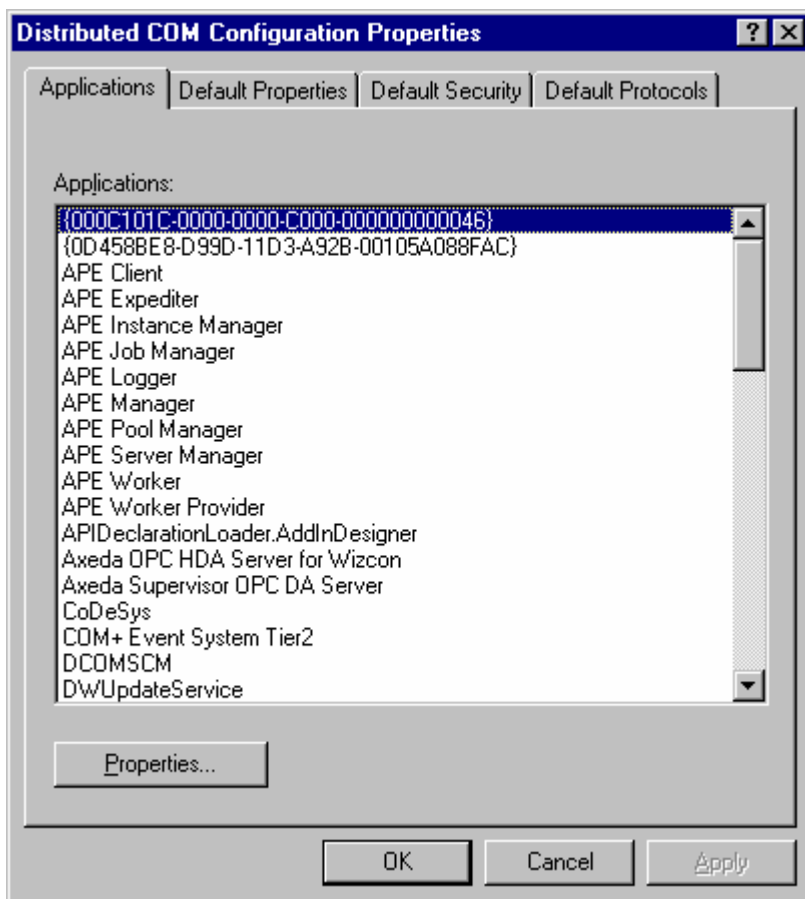 Distributed COM Configuration Properties
Applications Default Properties Default Security Default Protocols
Applications:
{000C101C-0000-0000-C000-000000000046}
{0D458BE8-D99D-11D3-A92B-00105A088FAC}
APE Client
APE Expediter
APE Instance Manager
APE Job Manager
APE Logger
APE Manager
APE Pool Manager
APE Server Manager
APE Worker
APE Worker Provider
APIDeclarationLoader.AddInDesigner
Axeda OPC HDA Server for Wizcon
Axeda Supervisor OPC DA Server
CoDeSys
COM+ Event System Tier2
DCOMSCM
DWUpdateService
Properties...
OK Cancel Apply